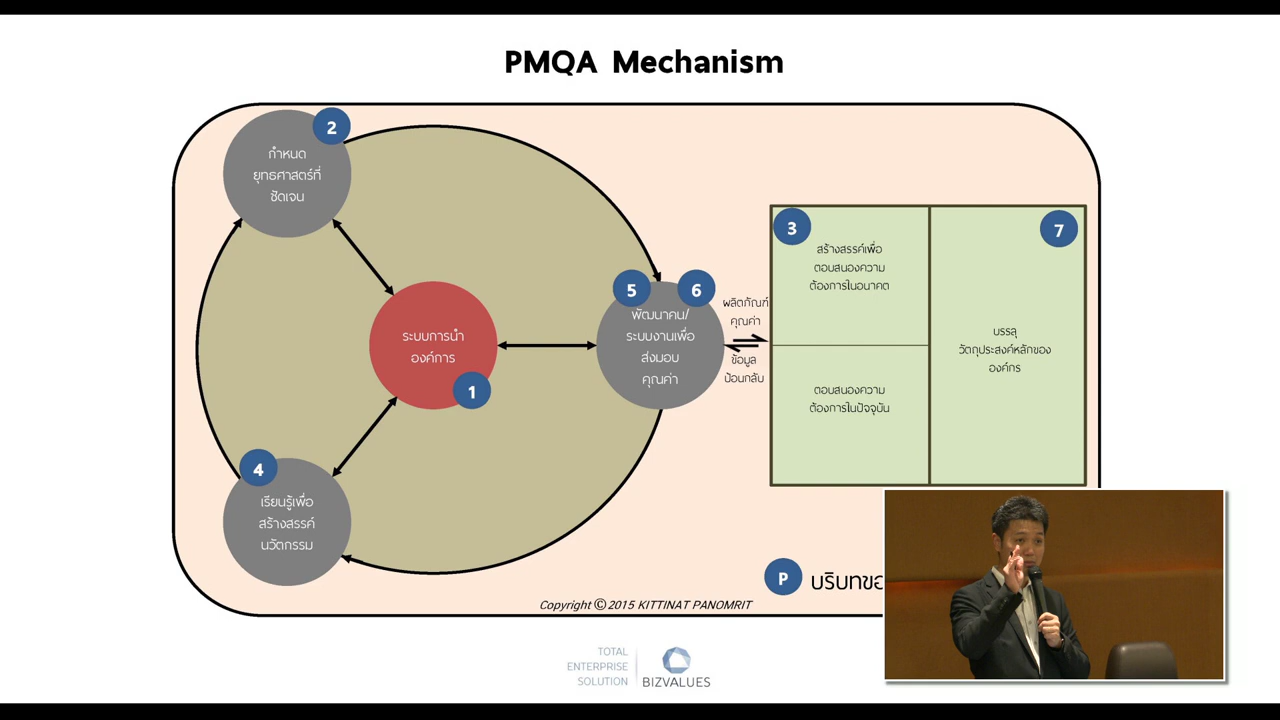 PMQA Mechanism
2
กำหนด
ยุทธศาสตร์ที่
ชัดเจน
ระบบการนำ
องค์การ
1
4
เรียนรู้เพื่อ
สร้างสรรค์
นวัตกรรม
5
6
พัฒนาคน/
ระบบงานเพื่อ
ส่งมอบ
คุณค่า
ผลิตภัณฑ์
คุณค่า
ข้อมูล
ป้อนกลับ
3
สร้างสรรค์เพื่อ
ตอบสนองความ
ต้องการในอนาคต
ตอบสนองความ
ต้องการในปัจจุบัน
7
บรรลุ
วัตถุประสงค์หลักของ
องค์กร
P
บริบทขอ
Copyright © 2015 KITTINAT PANOMRIT
TOTAL
ENTERPRISE
SOLUTION
BIZVALUES